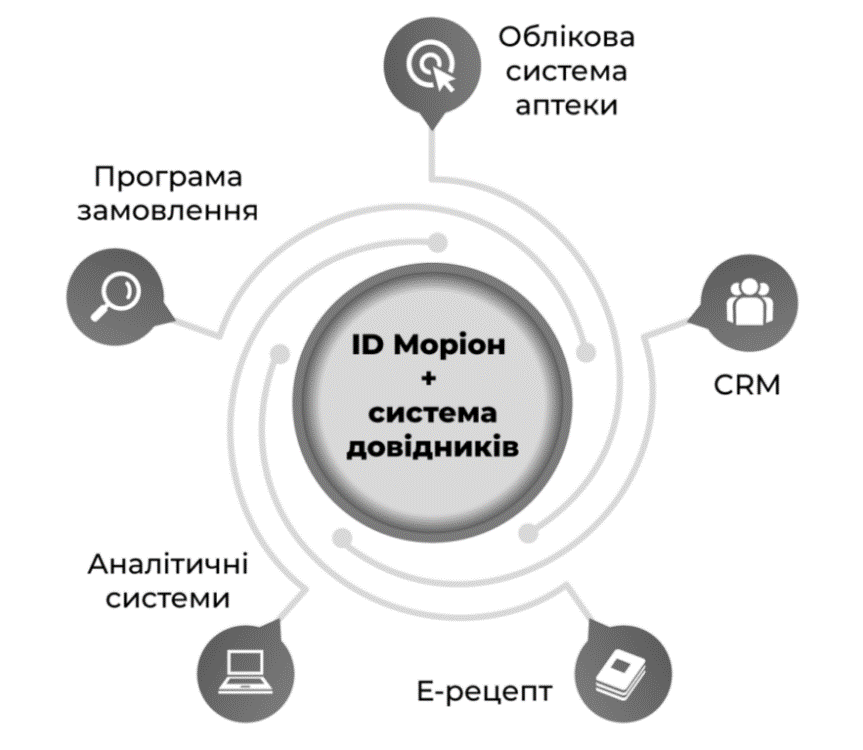 Облікова
система
аптеки
Програма
замовлення
ID Моріон
+
система
довідників
CRM
Аналітичні
системи
Е-рецепт